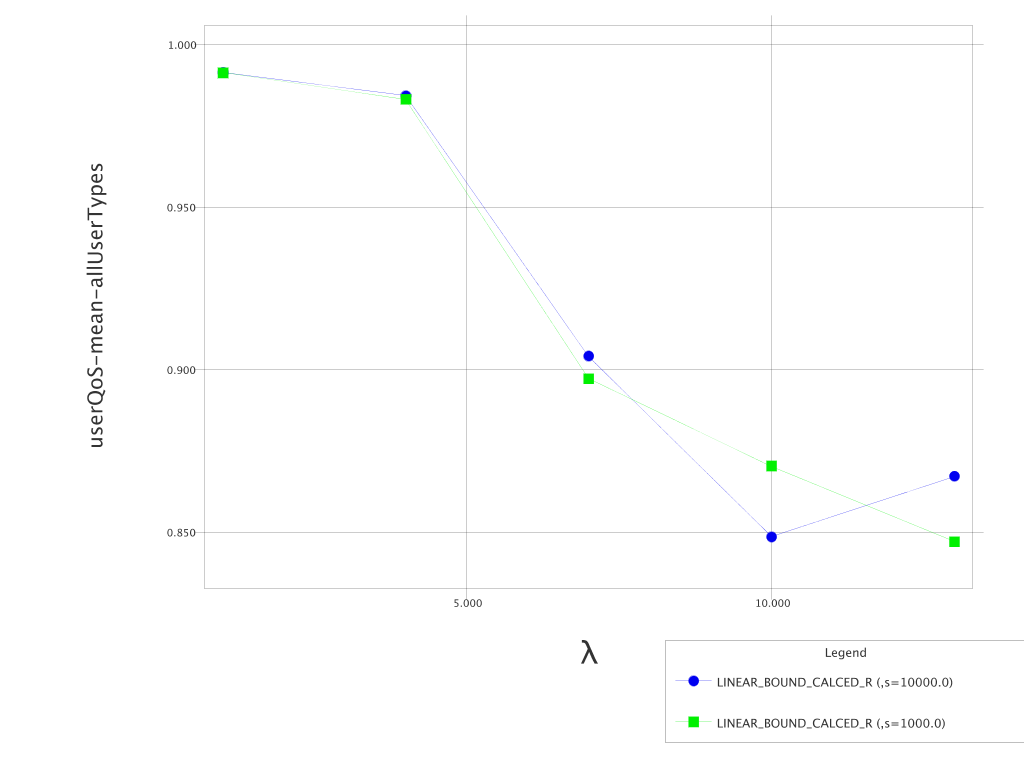 1.000
0.950
0.900
0.850
userQoS-mean-allUserTypes
5.000 10.000
λ
Legend
LINEAR_BOUND_CALCED_R (,s=10000.0)
LINEAR_BOUND_CALCED_R (,s=1000.0)